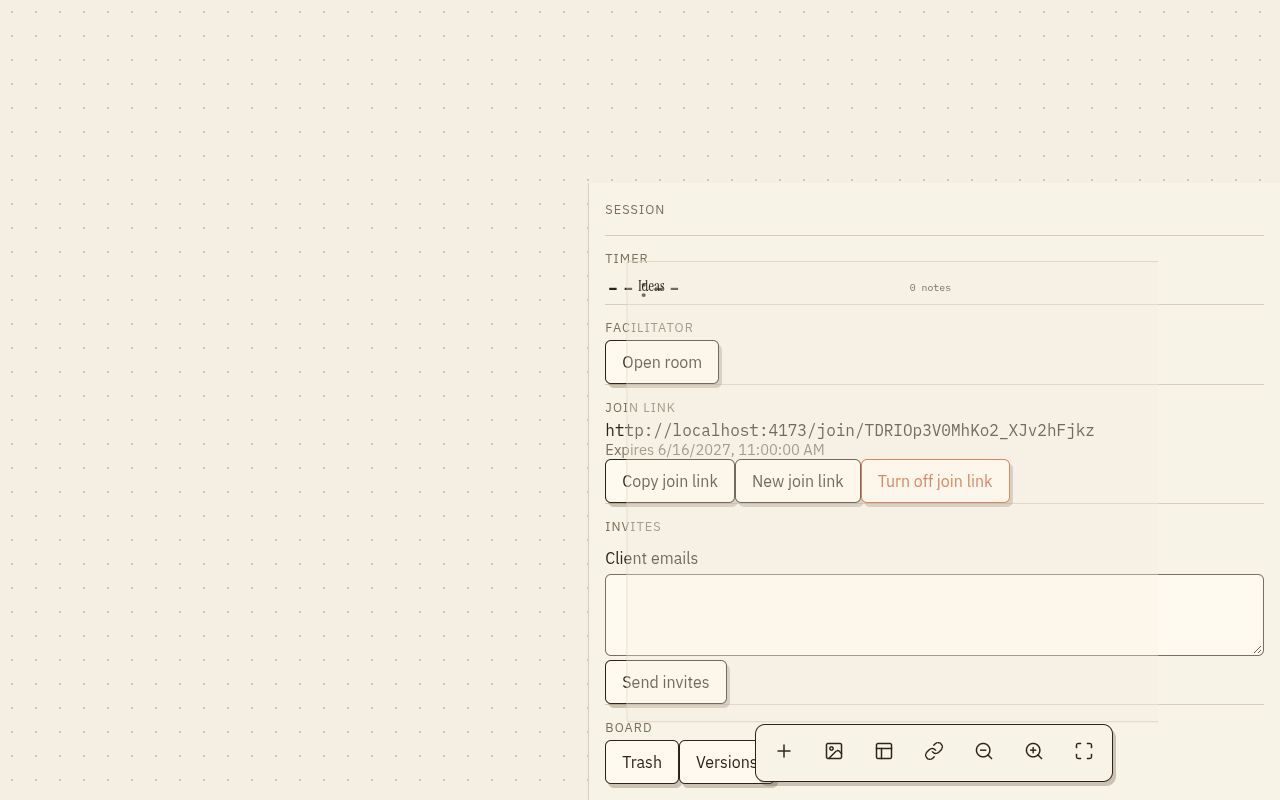 SESSION
TIMER
Ideas
0 notes
FACILITATOR
Open room
JOIN LINK
http://localhost:4173/join/TDRIOp3V0MhKo2_XJv2hFjkz
Expires 6/16/2027, 11:00:00 AM
Copy join link New join link Turn off join link
INVITES
Client emails
Send invites
BOARD
Trash Versions